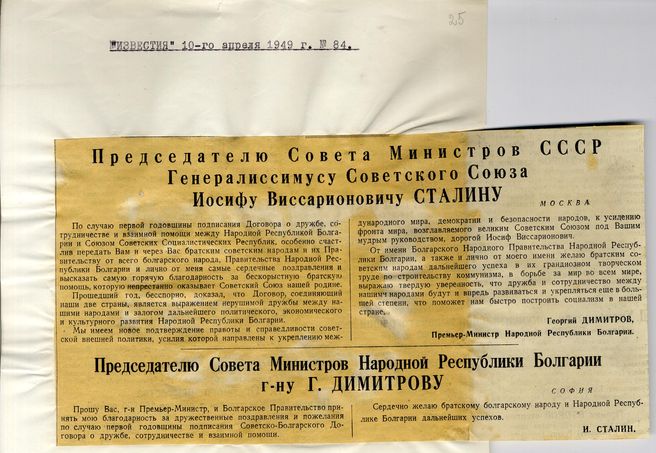 25
"ИЗВЕСТИЯ" 10-го апреля 1949 г. № 84.
Председателю Совета Министров СССР
Генералиссимусу Советского Союза
Иосифу Виссарионовичу СТАЛИНУ
МОСКВА
По случаю первой годовщины подписания Договора о дружбе, со-
трудничестве и взаимной помощи между Народной Республикой Болга-
рии и Союзом Советских Социалистических Республик, особенно счаст-
лив передать Вам и через Вас братским советским народам и их Пра-
вительству от всего болгарского народа, Правительства Народной Рес-
публики Болгарии и лично от меня самые сердечные поздравления и
высказать самую горячую благодарность за бескорыстную братскую
помощь, которую непрестанно оказывает Советский Союз нашей родине.
Прошедший год, бесспорно, доказал, что Договор, соединяющий
наши две страны, является выражением нерушимой дружбы между на-
шими народами и залогом дальнейшего политического, экономического
и культурного развития Народной Республики Болгарии.
Мы имеем новое подтверждение правоты и справедливости совет-
ской внешней политики, усилия которой направлены к укреплению меж-
дународного мира, демократии и безопасности народов, к усилению
фронта мира, возглавляемого великим Советским Союзом под Вашим
мудрым руководством, дорогой Иосиф Виссарионович.
От имени Болгарского Народного Правительства Народной Респуб-
лики Болгарии, а также и лично от моего имени желаю братским со-
ветским народам дальнейшего успеха в их грандиозном творческом
труде по строительству коммунизма, в борьбе за мир во всем мире,
выражаю твердую уверенность, что дружба и сотрудничество между
нашими народами будут и впредь развиваться и укрепляться еще в боль-
шей степени, что поможет нам быстро построить социализм в нашей
стране.
Георгий ДИМИТРОВ,
Премьер-Министр Народной Республики Болгарии.
Председателю Совета Министров Народной Республики Болгарии
г-ну Г. ДИМИТРОВУ
СОФИЯ
Прошу Вас, г-н Премьер-Министр, и Болгарское Правительство при-
нять мою благодарность за дружественные поздравления и пожелания
по случаю первой годовщины подписания Советско-Болгарского Дого-
вора о дружбе, сотрудничестве и взаимной помощи.
Сердечно желаю братскому болгарскому народу и Народной Респуб-
лике Болгарии дальнейших успехов.
И. СТАЛИН.